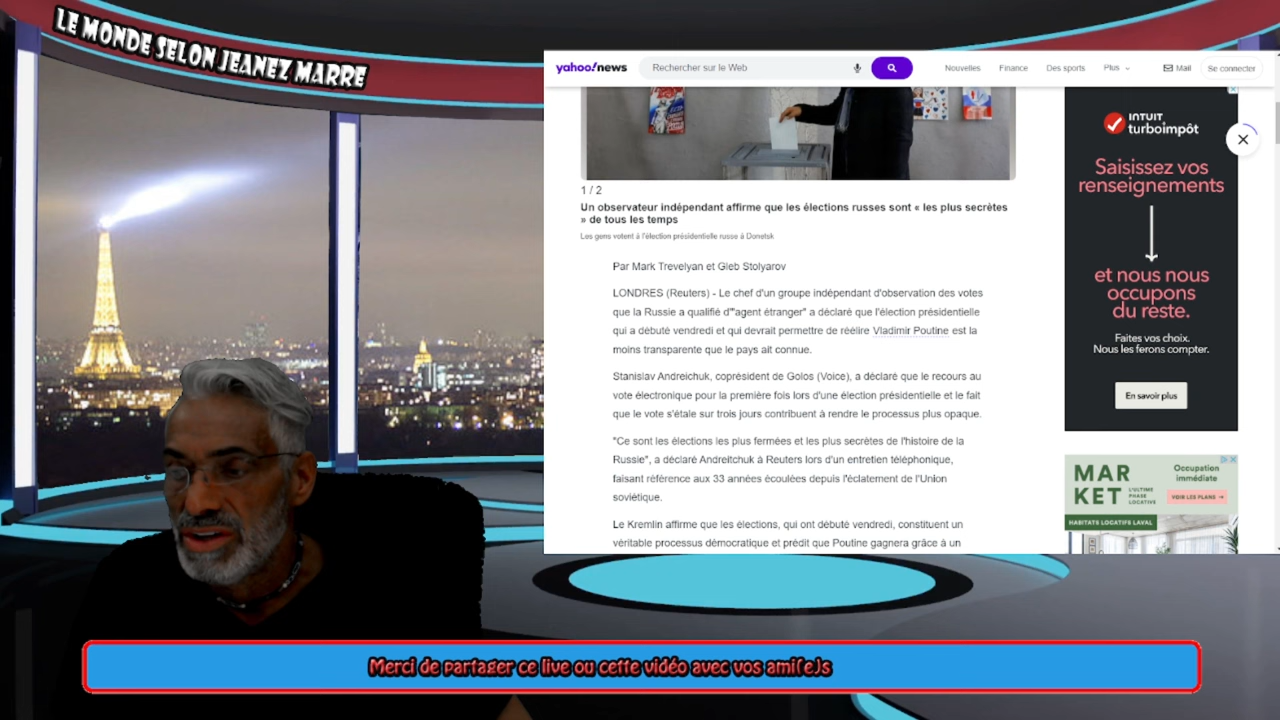 LE MONDE SELON JEANEZ MARRE
yahoo!news
Rechercher sur le Web
Nouvelles
Finance
Des sports
Plus
Mail
Se connecter
1 / 2
Un observateur indépendant affirme que les élections russes sont « les plus secrètes
» de tous les temps
Les gens votent à l'élection présidentielle russe à Donetsk
Par Mark Trevelyan et Gleb Stolyarov
LONDRES (Reuters) - Le chef d'un groupe indépendant d'observation des votes
que la Russie a qualifié d'"agent étranger" a déclaré que l'élection présidentielle
qui a débuté vendredi et qui devrait permettre de réélire Vladimir Poutine est la
moins transparente que le pays ait connue.
Stanislav Andreichuk, coprésident de Golos (Voice), a déclaré que le recours au
vote électronique pour la première fois lors d'une élection présidentielle et le fait
que le vote s'étale sur trois jours contribuent à rendre le processus plus opaque.
"Ce sont les élections les plus fermées et les plus secrètes de l'histoire de la
Russie", a déclaré Andreïtchuk à Reuters lors d'un entretien téléphonique,
faisant référence aux 33 années écoulées depuis l'éclatement de l'Union
soviétique.
Le Kremlin affirme que les élections, qui ont débuté vendredi, constituent un
véritable processus démocratique et prédit que Poutine gagnera grâce à un
INTUIT
turboimpôt
Saisissez vos
renseignements
et nous nous
occupons
du reste.
Faites vos choix.
Nous les ferons compter.
En savoir plus
MAR
KET
L'ULTIME
PHASE
LOCATIVE
Occupation
immédiate
VOIR LES PLANS →
HABITATS LOCATIFS LAVAL
Merci de partager ce live ou cette vidéo avec vos ami(e)s